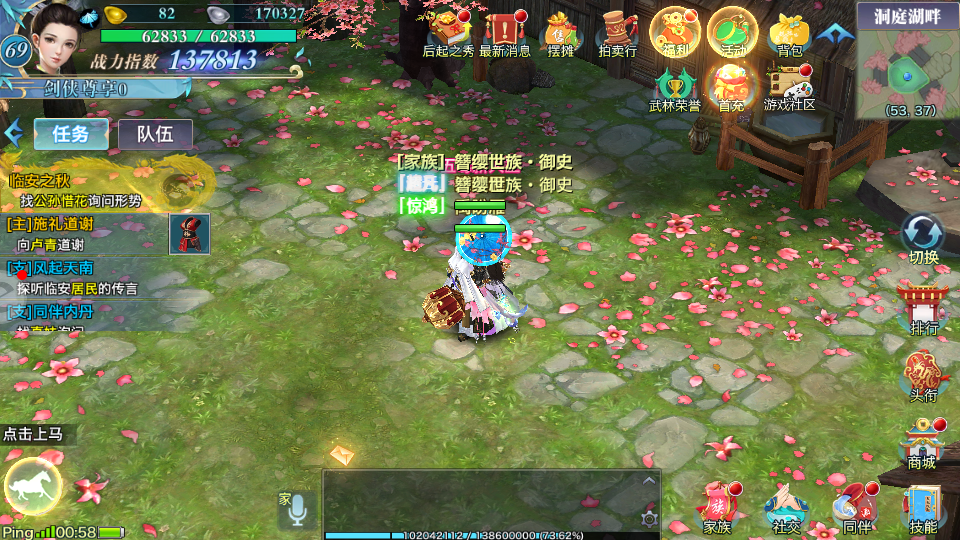 69
82
170327
62833 / 62833
战力指数 137813
剑侠尊享0
后起之秀
最新消息
摆摊
拍卖行
福利
活动
背包
武林荣誉
首充
游戏社区
洞庭湖畔
(53, 37)
任务
队伍
临安之秋
找公孙惜花询问形势
[主]施礼道谢
向卢青道谢
[支]风起天南
探听临安居民的传言
[支]同伴内丹
[家族] 簪缨世族·御史
簪缨世族·御史
[惊鸿]
切换
排行
头衔
商城
点击上马
家
家族
社交
同伴
技能
Ping
00:58
102042112 / 138600000 (73.62%)